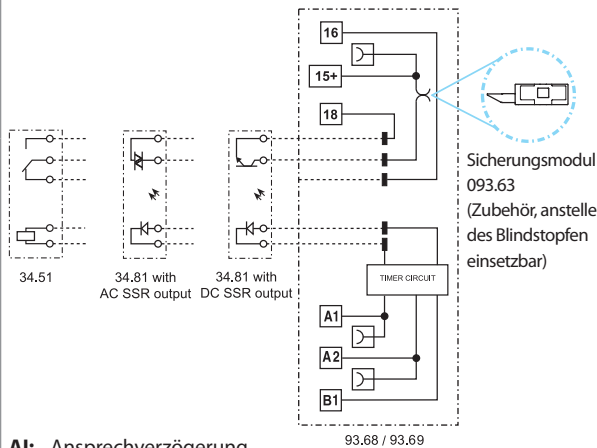 16
15+
18
Sicherungsmodul
093.63
(Zubehör, anstelle
des Blindstopfen
einsetzbar)
34.51
34.81 with
AC SSR output
34.81 with
DC SSR output
TIMER CIRCUIT
A1
A2
B1
93.68 / 93.69
AI: Ansprechverzögerung